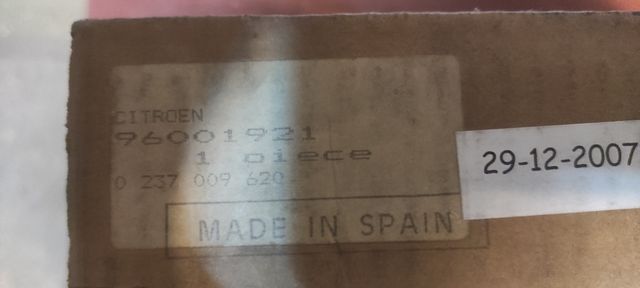 CITROEN
96001921
1 piece
0 237 009 620
29-12-2007
MADE IN SPAIN